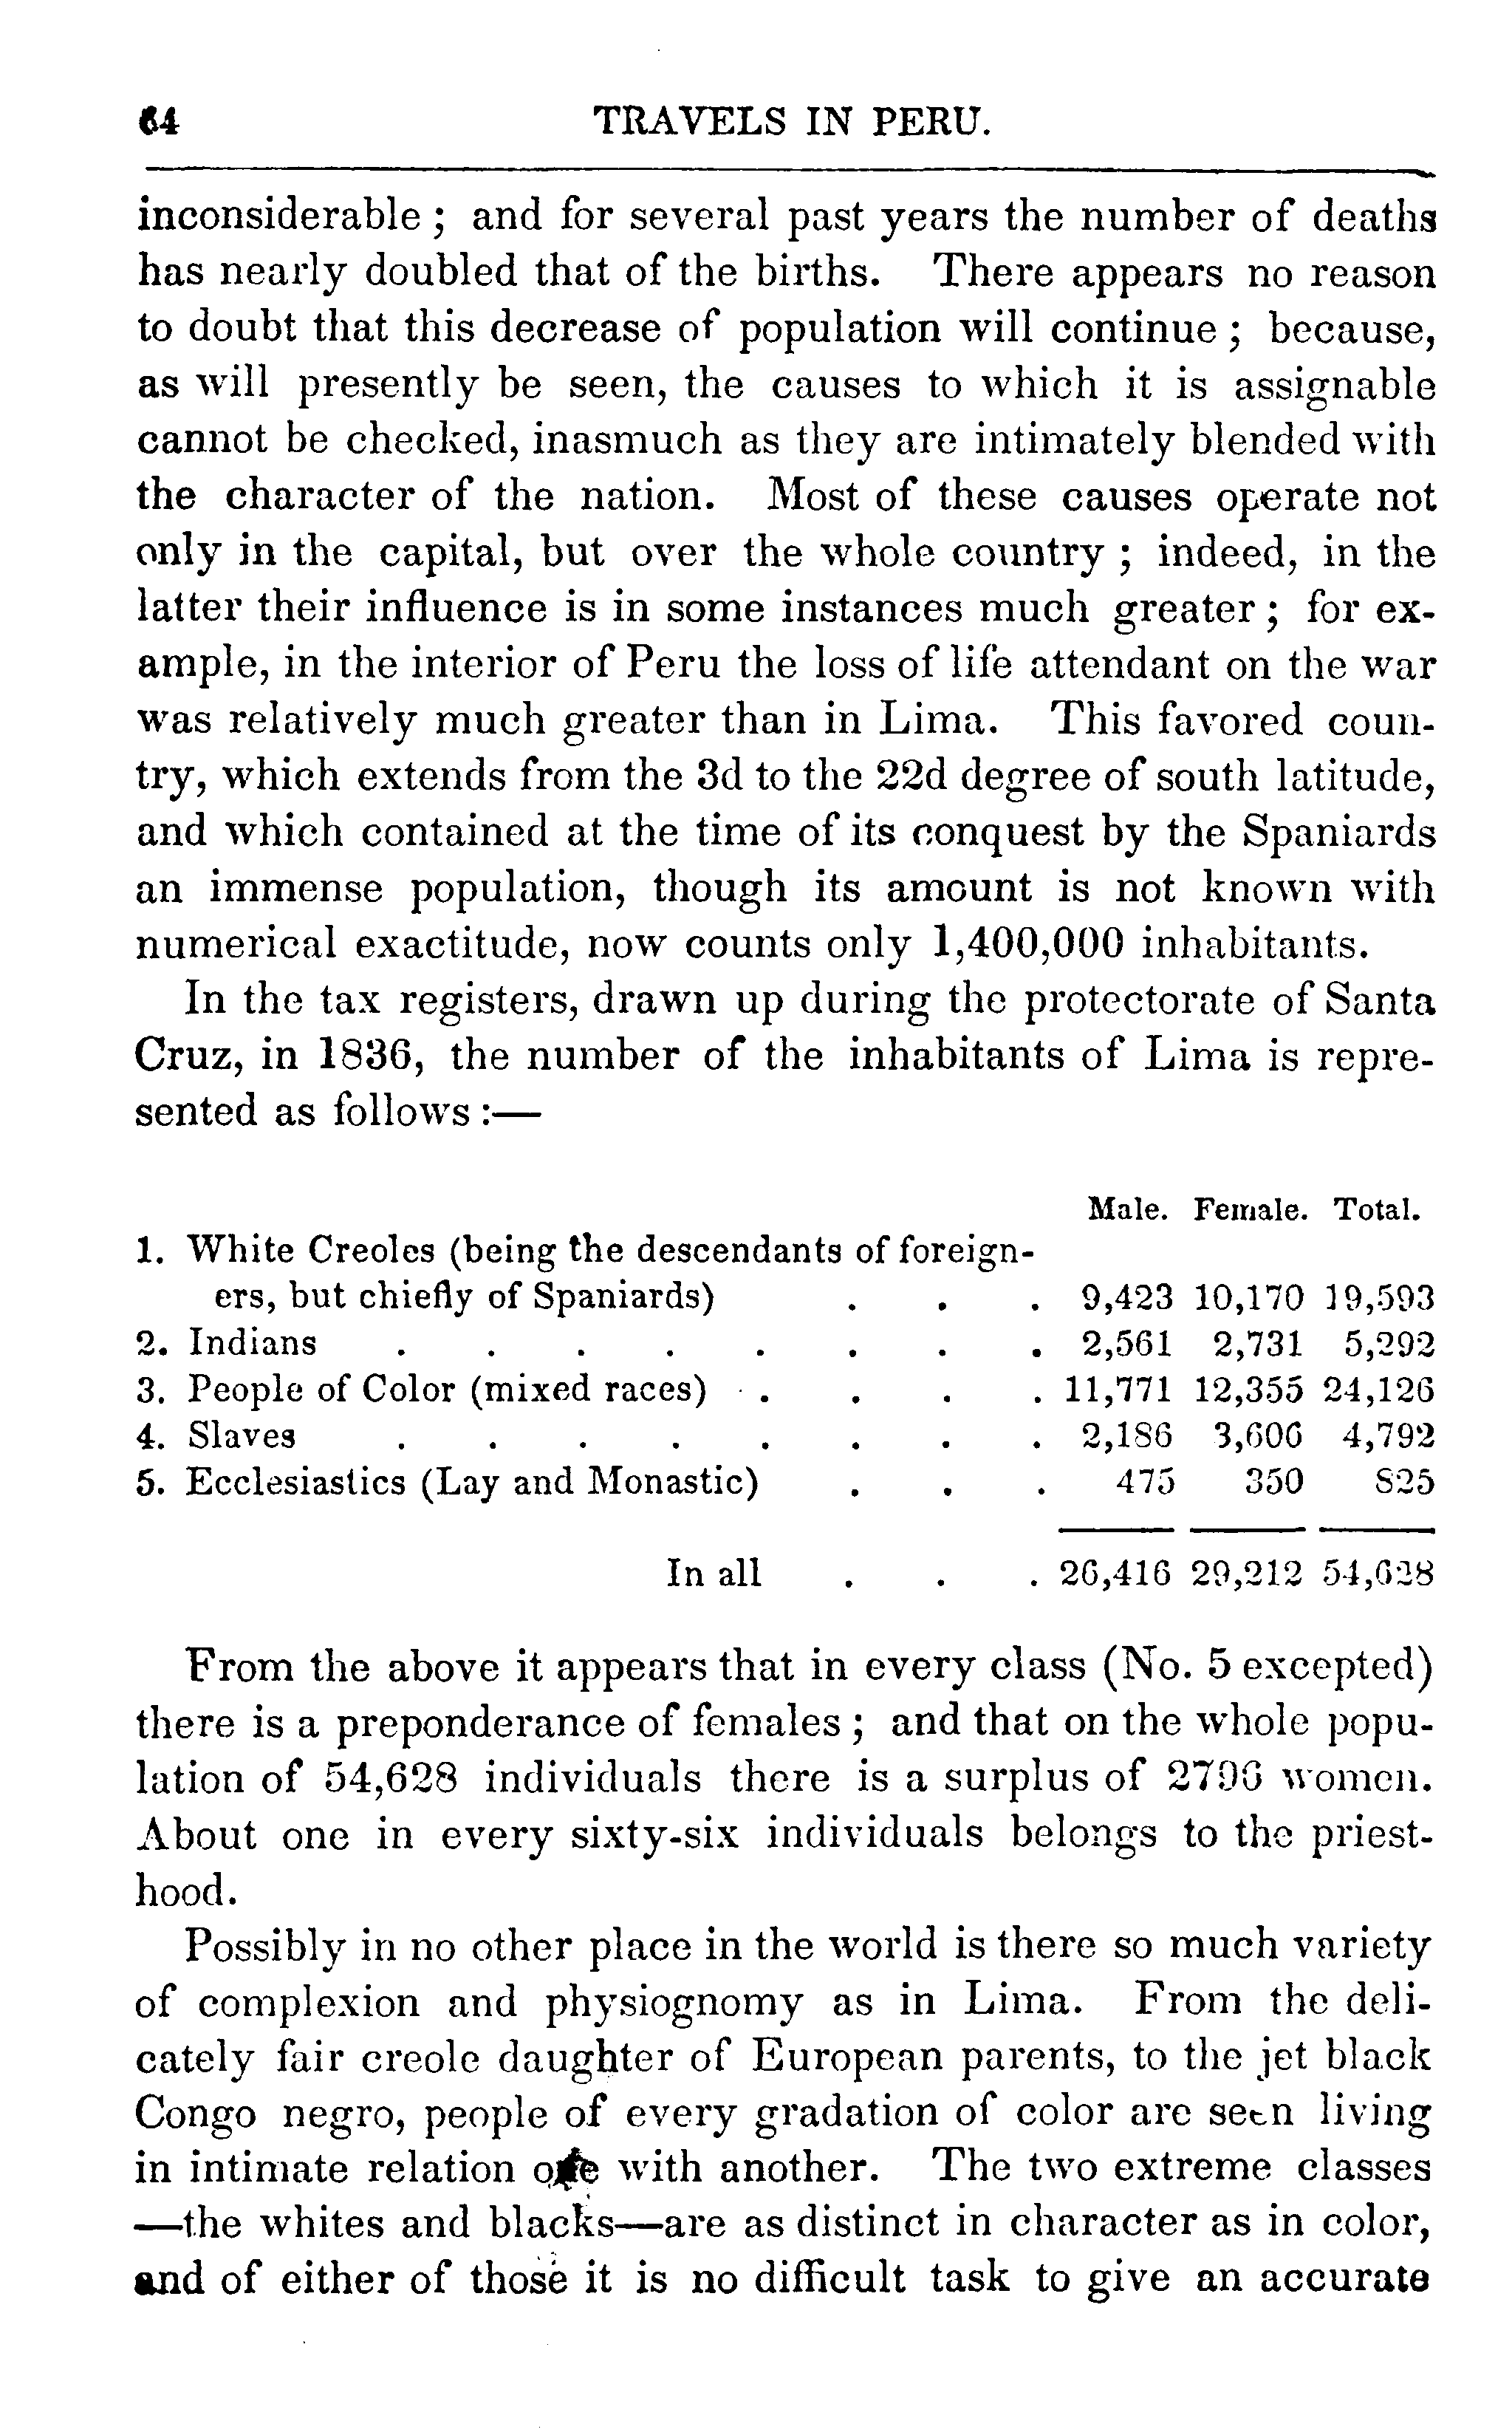 64 TRAVELS IN PERU.
inconsiderable ; and for several past years the number of deaths
has nearly doubled that of the births. There appears no reason
to doubt that this decrease of population will continue ; because,
as will presently be seen, the causes to which it is assignable
cannot be checked, inasmuch as they are intimately blended with
the character of the nation. Most of these causes operate not
only in the capital, but over the whole country ; indeed, in the
latter their influence is in some instances much greater ; for ex-
ample, in the interior of Peru the loss of life attendant on the war
was relatively much greater than in Lima. This favored coun-
try, which extends from the 3d to the 22d degree of south latitude,
and which contained at the time of its conquest by the Spaniards
an immense population, though its amount is not known with
numerical exactitude, now counts only 1,400,000 inhabitants.
In the tax registers, drawn up during the protectorate of Santa
Cruz, in 1836, the number of the inhabitants of Lima is repre-
sented as follows :—
Male. Female. Total.
1. White Creoles (being the descendants of foreign-
ers, but chiefly of Spaniards) . . . 9,423 10,170 19,593
2. Indians . . . . . . . . 2,561 2,731 5,292
3. People of Color (mixed races) . . . . 11,771 12,355 24,126
4. Slaves . . . . . . . . 2,186 3,606 4,792
5. Ecclesiastics (Lay and Monastic) . . . 475 350 825
In all . . . 26,416 29,212 54,628
From the above it appears that in every class (No. 5 excepted)
there is a preponderance of females ; and that on the whole popu-
lation of 54,628 individuals there is a surplus of 2796 women.
About one in every sixty-six individuals belongs to the priest-
hood.
Possibly in no other place in the world is there so much variety
of complexion and physiognomy as in Lima. From the deli-
cately fair creole daughter of European parents, to the jet black
Congo negro, people of every gradation of color are seen living
in intimate relation one with another. The two extreme classes
—the whites and blacks—are as distinct in character as in color,
and of either of those it is no difficult task to give an accurate